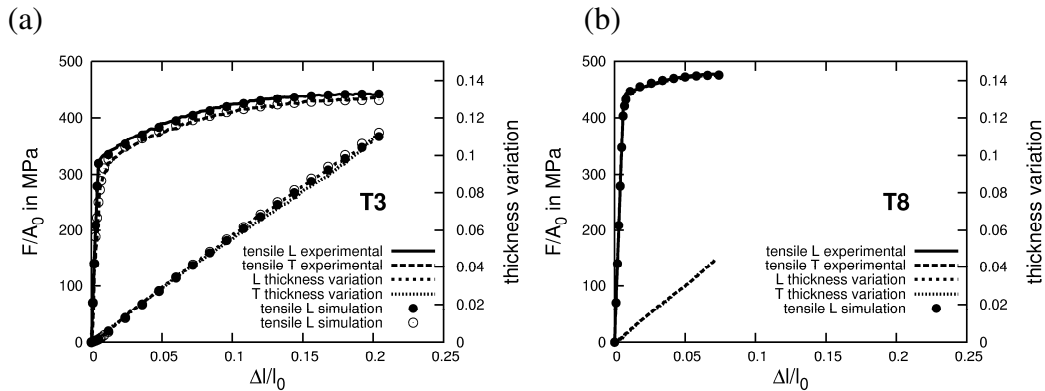 (a)
500
400
300
200
100
0
F/A0 in MPa
0.14
0.12
0.1
0.08
0.06
0.04
0.02
0
thickness variation
T3
tensile L experimental
tensile T experimental
L thickness variation
T thickness variation
tensile L simulation
tensile L simulation
0 0.05 0.1 0.15 0.2 0.25
Δl/l0
(b)
500
400
300
200
100
0
F/A0 in MPa
0.14
0.12
0.1
0.08
0.06
0.04
0.02
0
thickness variation
T8
tensile L experimental
tensile T experimental
L thickness variation
T thickness variation
tensile L simulation
0 0.05 0.1 0.15 0.2 0.25
Δl/l0